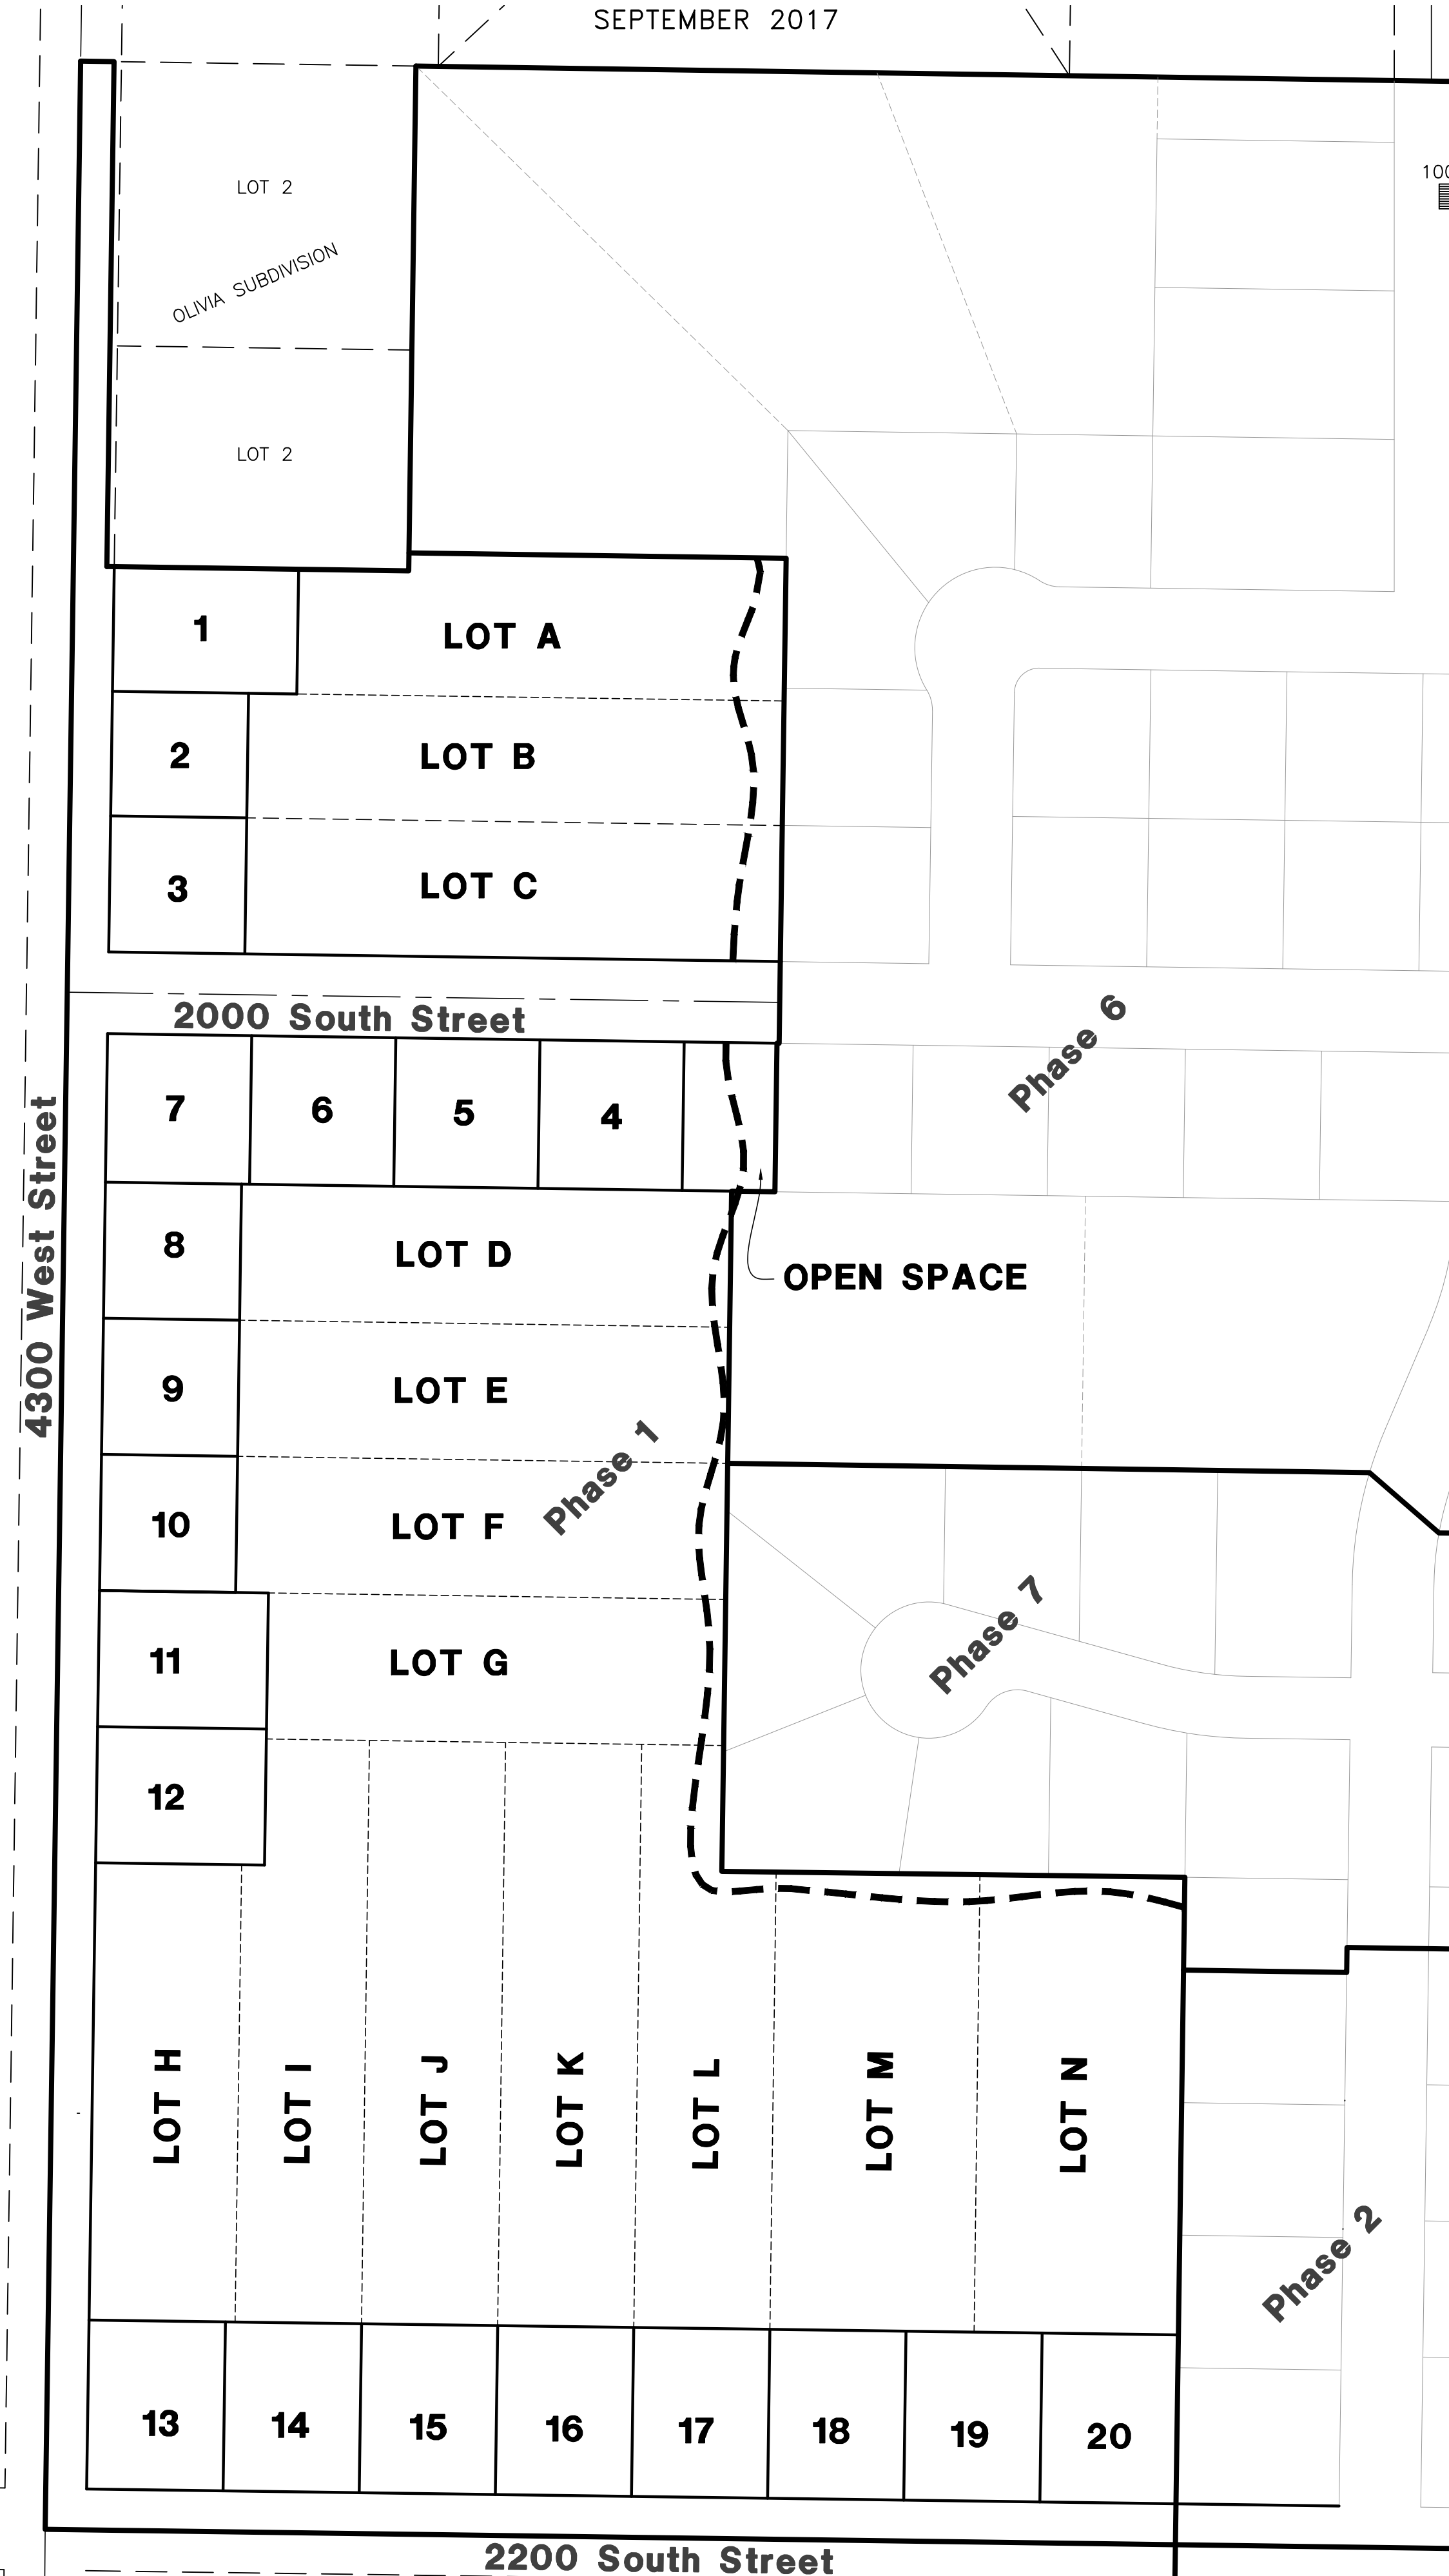 SEPTEMBER 2017
LOT 2
100
OLIVIA SUBDIVISION
LOT 2
1
LOT A
2
LOT B
3
LOT C
2000 South Street
Phase 6
7
6
5
4
4300 West Street
8
LOT D
OPEN SPACE
9
LOT E
Phase 1
10
LOT F
Phase 7
11
LOT G
12
LOT H
LOT I
LOT J
LOT K
LOT L
LOT M
LOT N
Phase 2
13
14
15
16
17
18
19
20
2200 South Street